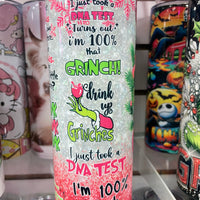 I just took a
DNA TEST
Turns out
i'm 100%
that
GRINCH!
drink
up
Grinches
I just took a
DNA TEST
I'm 100%